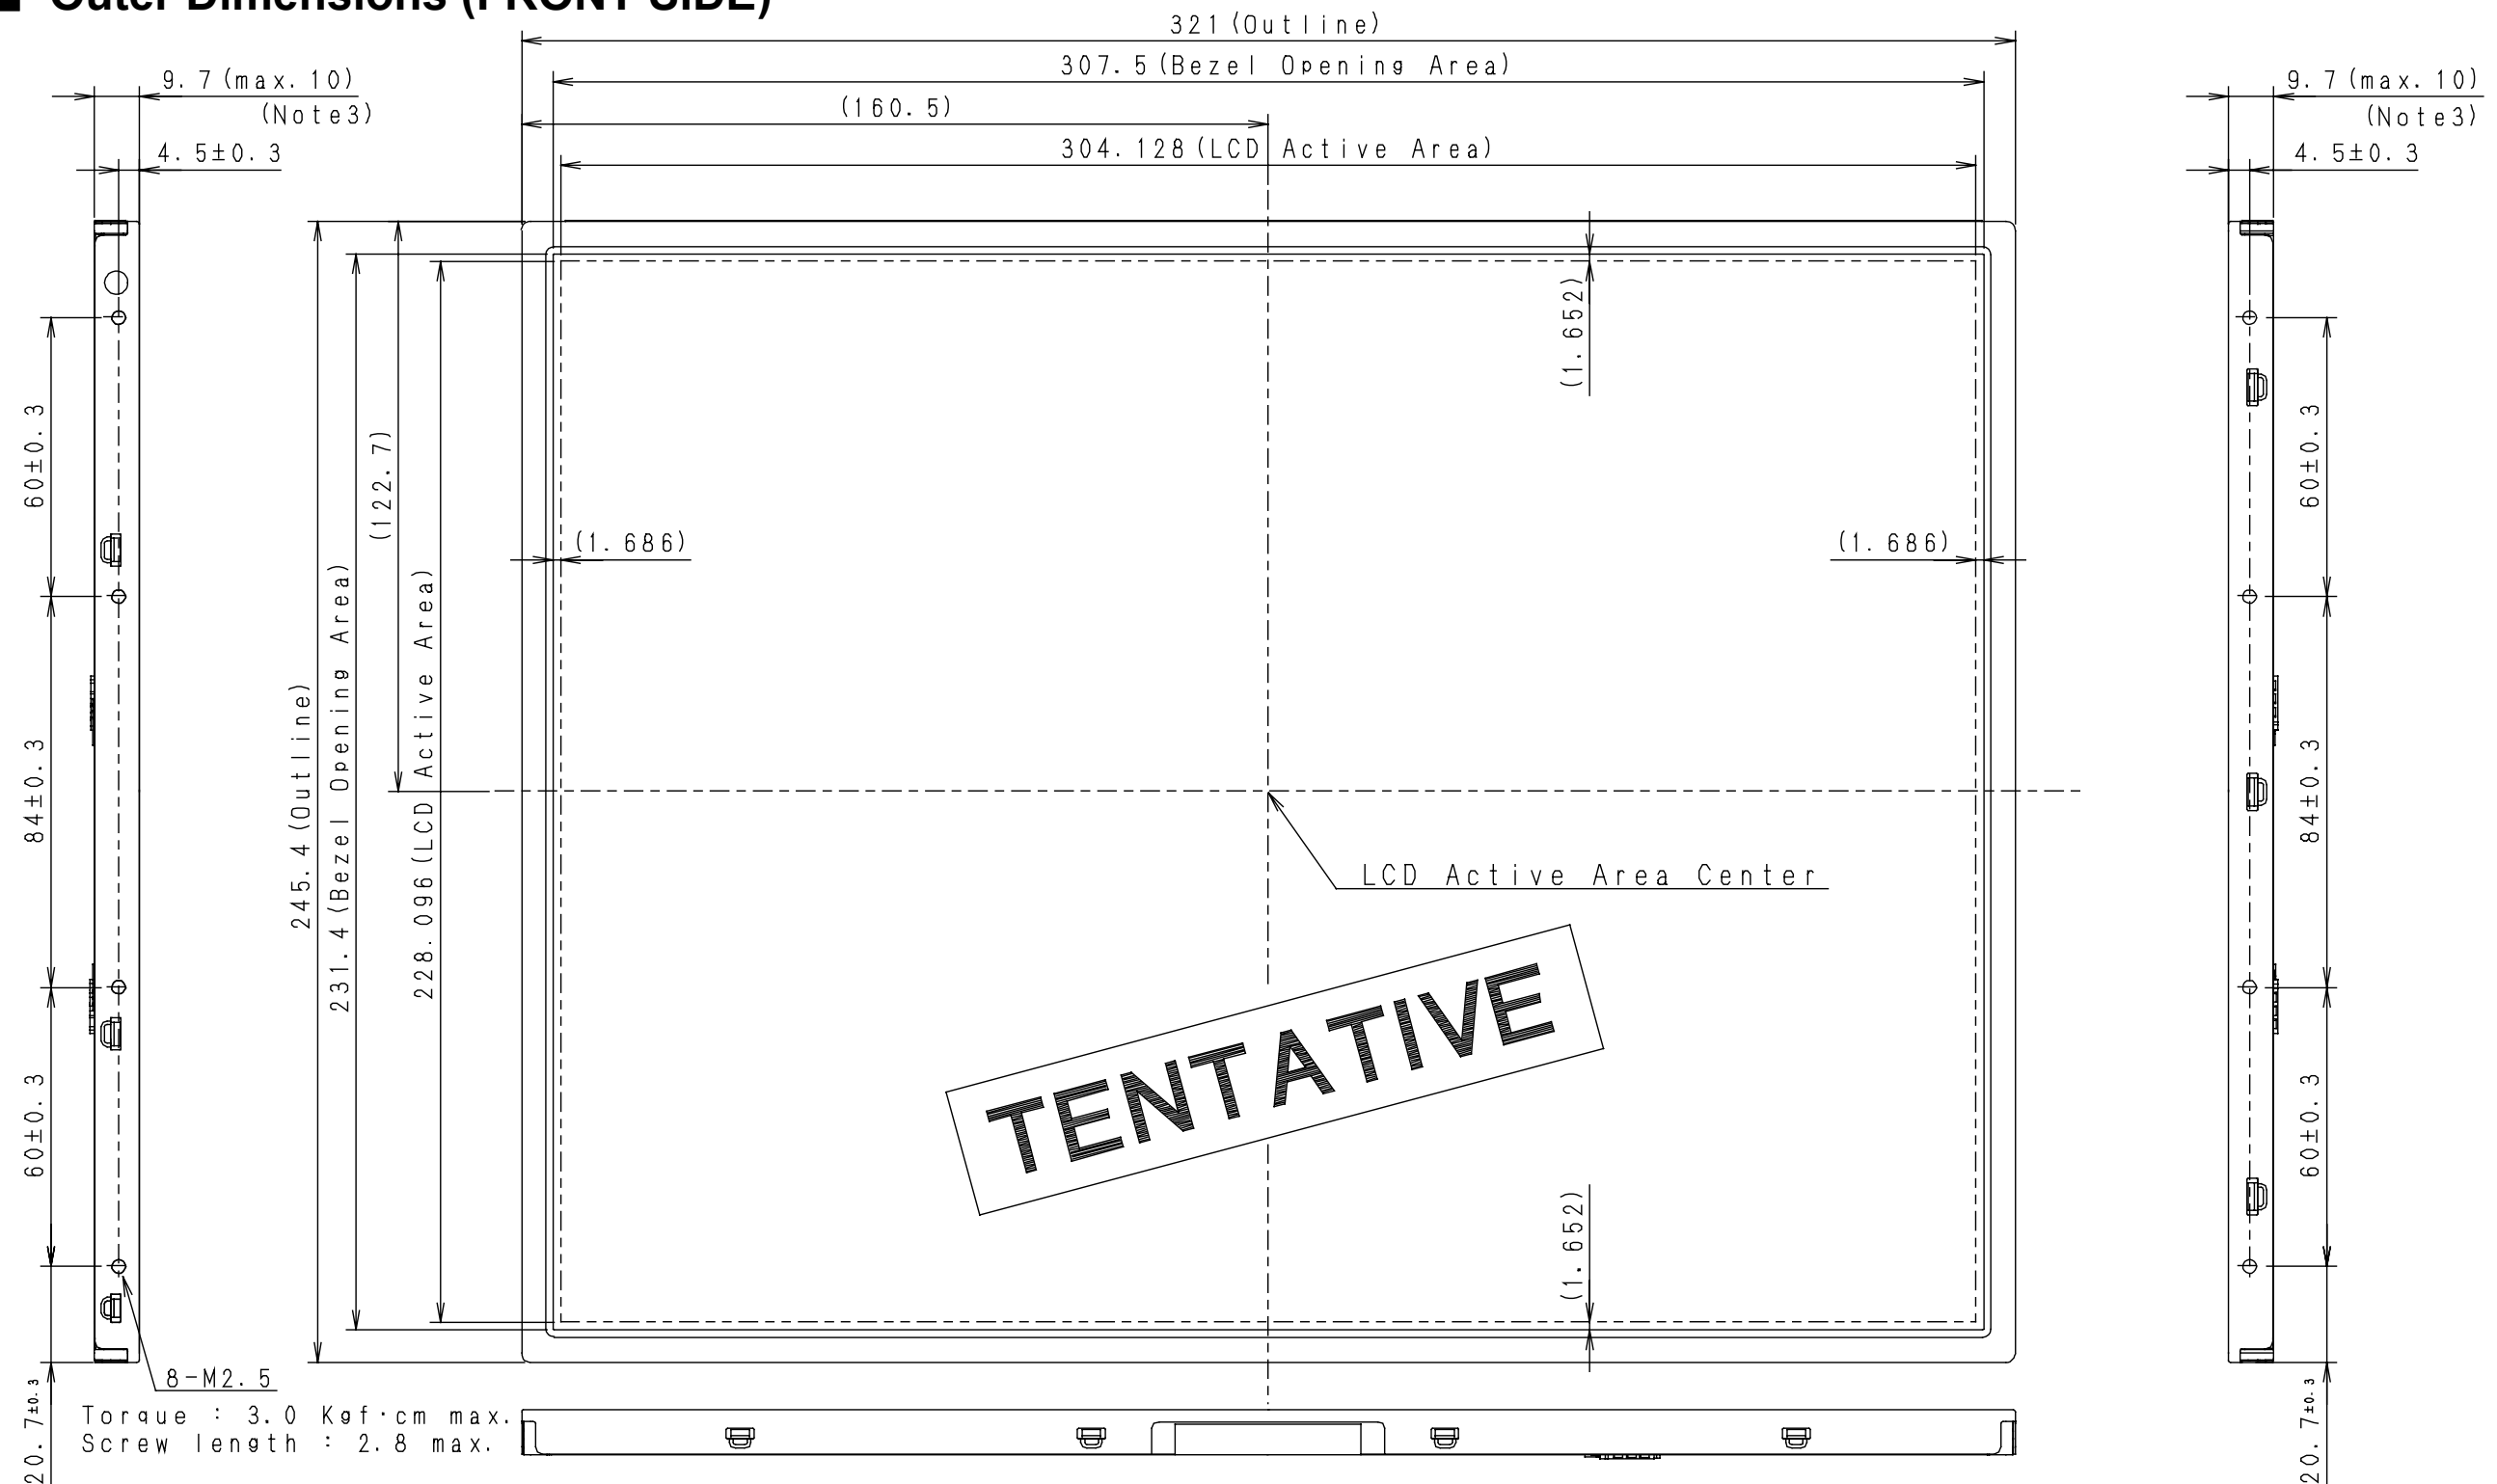 ■ Outer Dimensions (FRONT SIDE)
321(Outline)
307.5(Bezel Opening Area)
(160.5)
304.128(LCD Active Area)
9.7(max.10)
(Note3)
4.5±0.3
9.7(max.10)
(Note3)
4.5±0.3
60±0.3
84±0.3
60±0.3
20.7±0.3
245.4(Outline)
231.4(Bezel Opening Area)
(122.7)
228.096(LCD Active Area)
(1.652)
(1.686)
(1.686)
LCD Active Area Center
TENTATIVE
(1.652)
60±0.3
84±0.3
60±0.3
20.7±0.3
8-M2.5
Torque : 3.0 Kgf·cm max.
Screw length : 2.8 max.